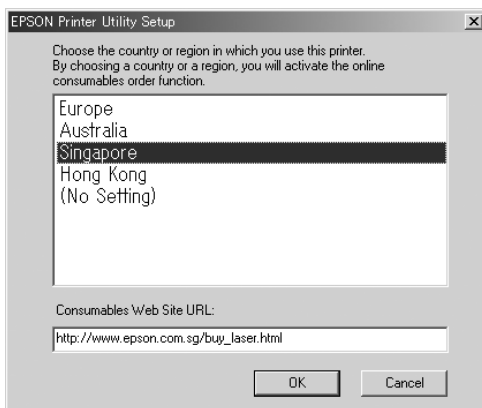 EPSON Printer Utility Setup
Choose the country or region in which you use this printer.
By choosing a country or a region, you will activate the online
consumables order function.
Europe
Australia
Singapore
Hong Kong
(No Setting)
Consumables Web Site URL:
http://www.epson.com.sg/buy_laser.html
OK
Cancel